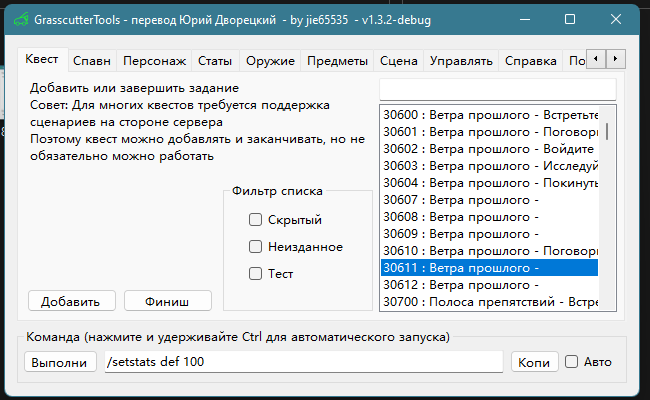 GrasscutterTools - перевод Юрий Дворецкий - by jie65535 - v1.3.2-debug
Квест Спавн Персонаж Статы Оружие Предметы Сцена Управлять Справка По
Добавить или завершить задание
Совет: Для многих квестов требуется поддержка
сценариев на стороне сервера
Поэтому квест можно добавлять и заканчивать, но не
обязательно можно работать
Фильтр списка
Скрытый
Неизданное
Тест
Добавить Финиш
30600 : Ветра прошлого - Встретьте
30601 : Ветра прошлого - Поговори
30602 : Ветра прошлого - Войдите
30603 : Ветра прошлого - Исследуй
30604 : Ветра прошлого - Покинуть
30607 : Ветра прошлого -
30608 : Ветра прошлого -
30609 : Ветра прошлого -
30610 : Ветра прошлого - Поговори
30611 : Ветра прошлого -
30612 : Ветра прошлого -
30700 : Полоса препятствий - Встре
Команда (нажмите и удерживайте Ctrl для автоматического запуска)
Выполни /setstats def 100 Копи Авто